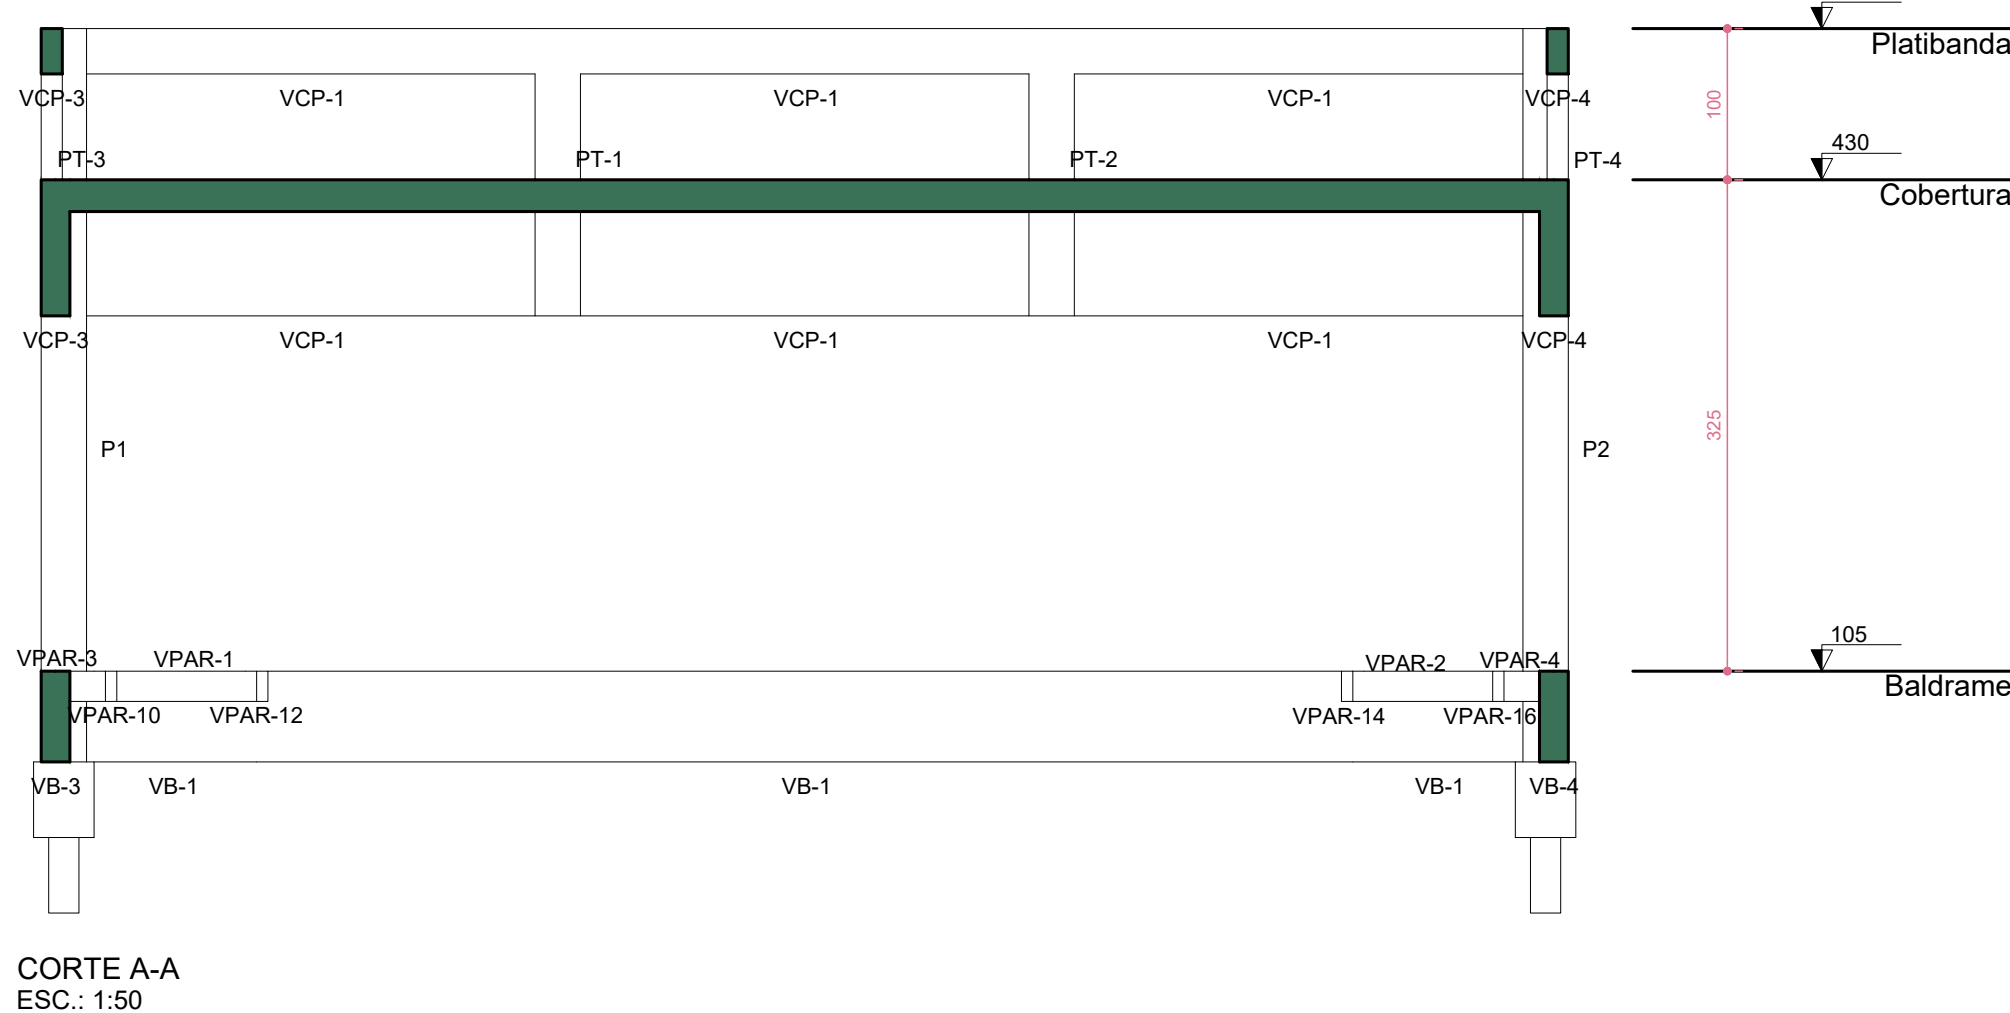 Platibanda
VCP-3 VCP-1 VCP-1 VCP-1 VCP-4
100
PT-3 PT-1 PT-2 PT-4
430
Cobertura
VCP-3 VCP-1 VCP-1 VCP-1 VCP-4
325
P1 P2
105
VPAR-3 VPAR-1 VPAR-2 VPAR-4
Baldrame
VPAR-10 VPAR-12 VPAR-14 VPAR-16
VB-3 VB-1 VB-1 VB-1 VB-4
CORTE A-A
ESC.: 1:50